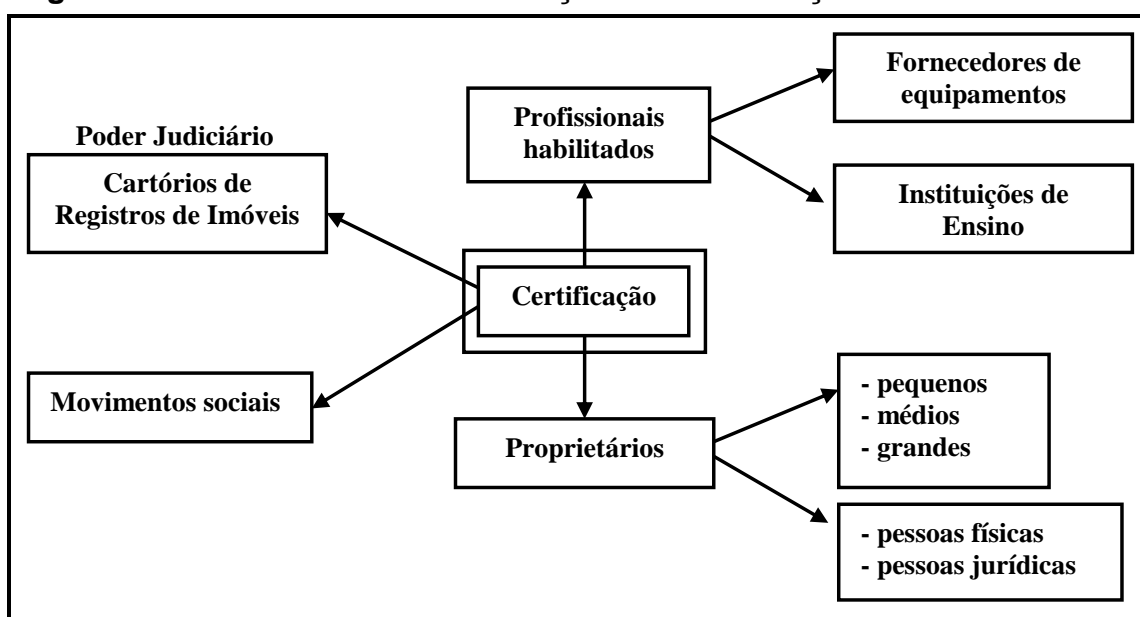 Fornecedores de
equipamentos
Profissionais
habilitados
Poder Judiciário
Cartórios de
Registros de Imóveis
Instituições de
Ensino
Certificação
Movimentos sociais
- pequenos
- médios
- grandes
Proprietários
- pessoas físicas
- pessoas jurídicas